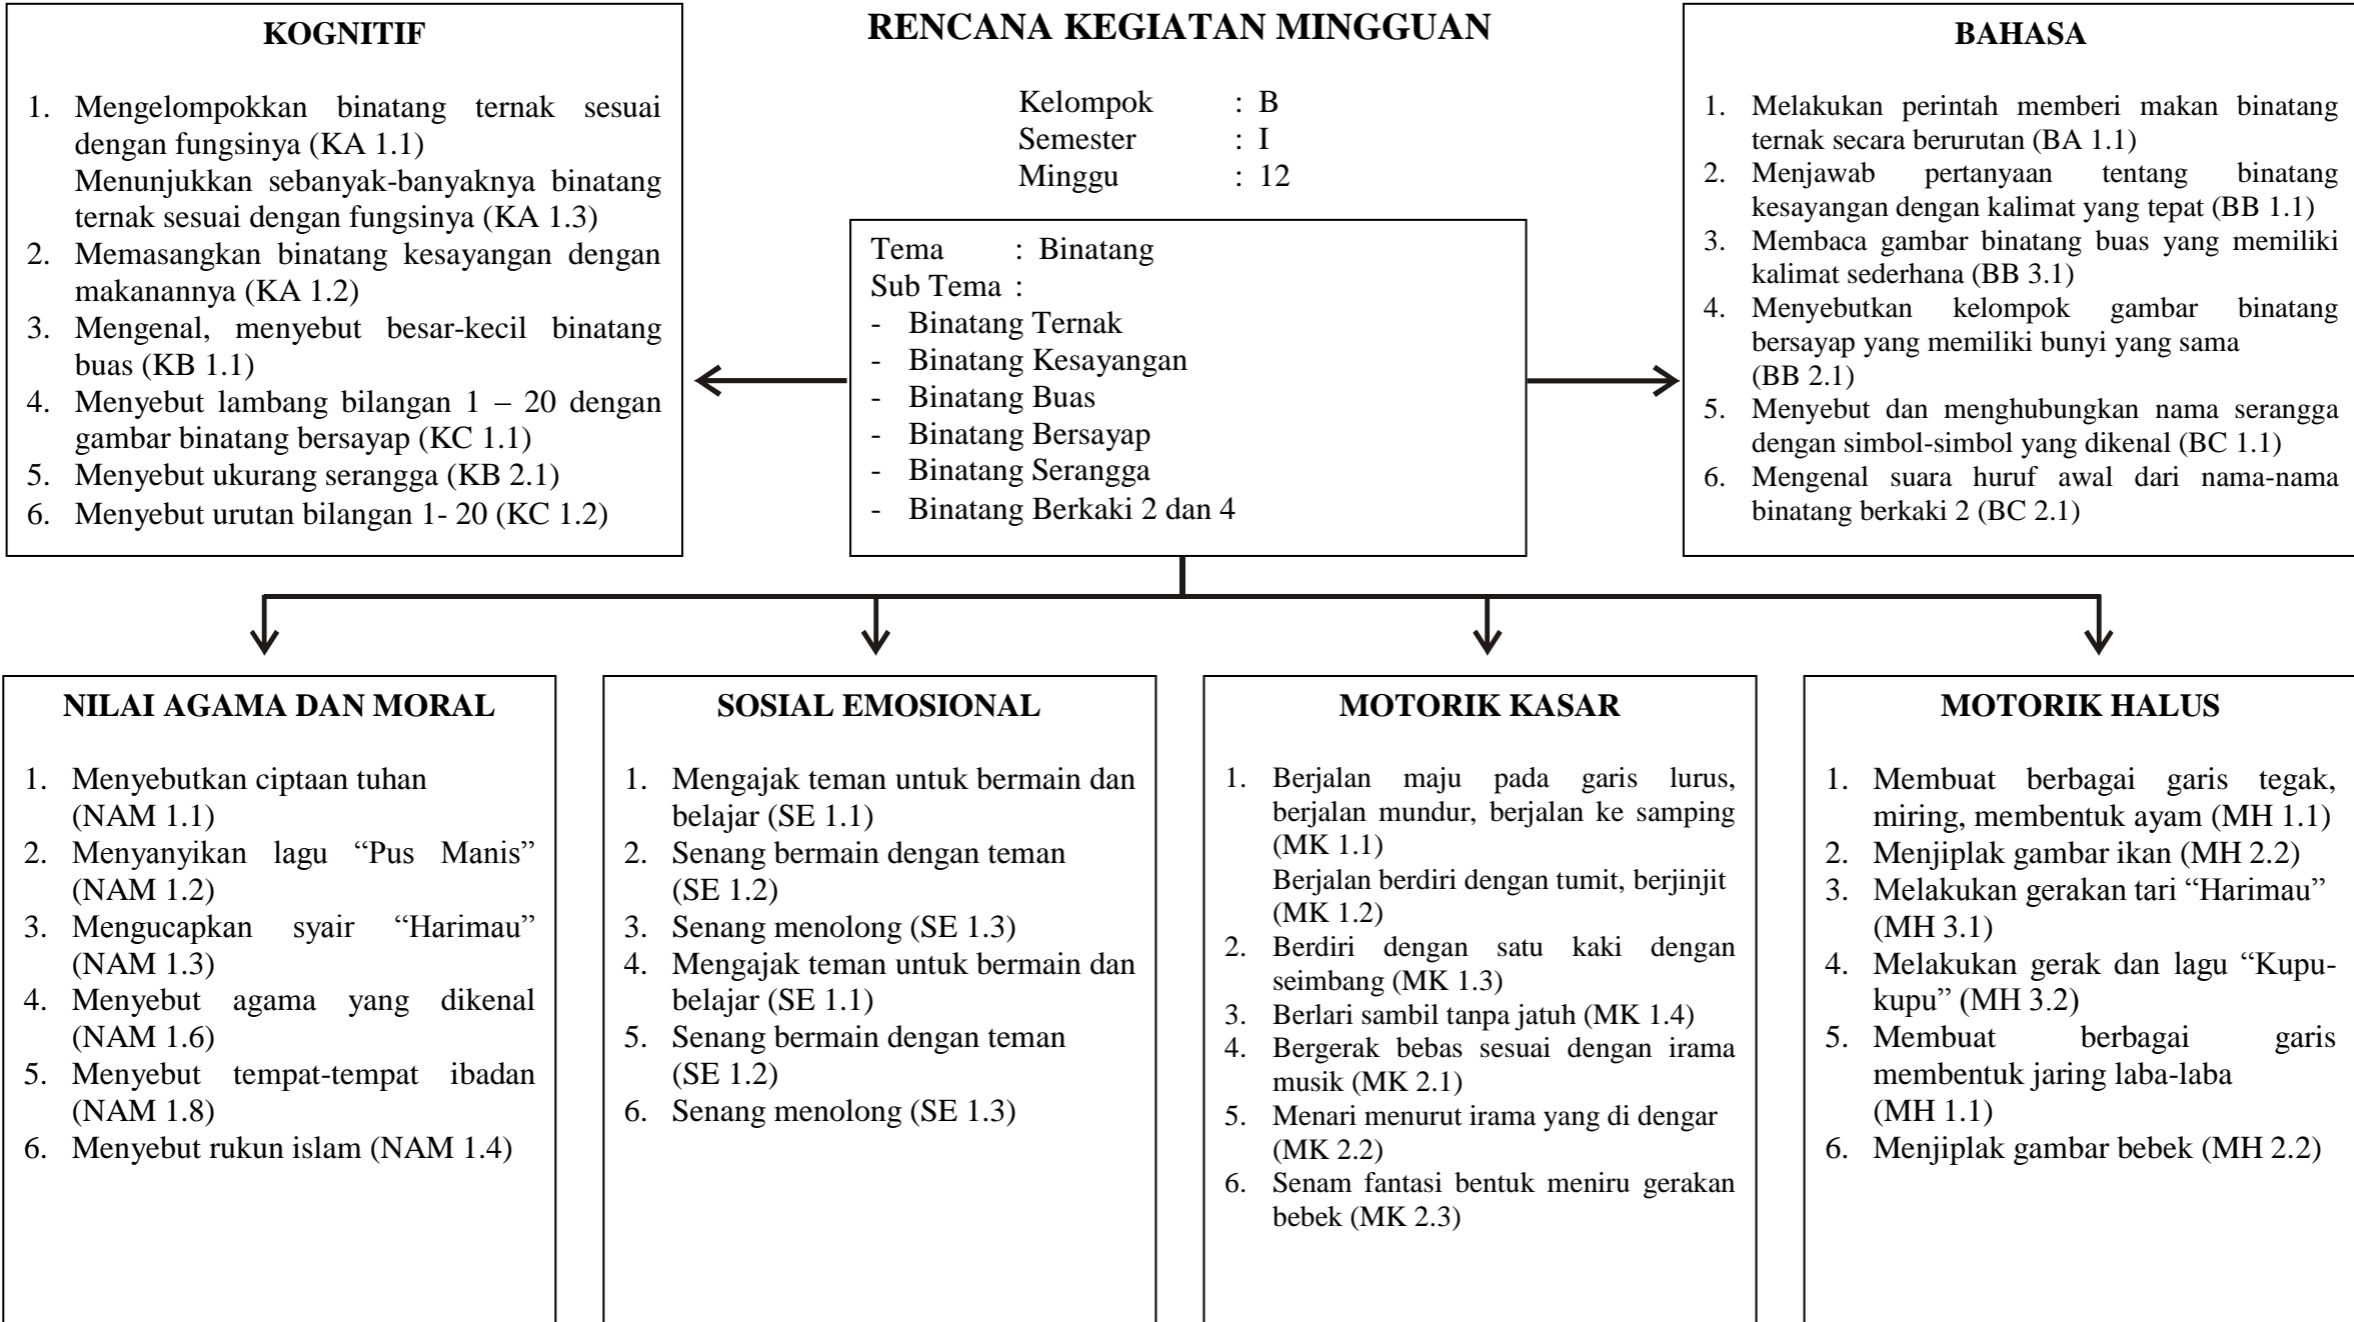 KOGNITIF
1. Mengelompokkan binatang ternak sesuai
dengan fungsinya (KA 1.1)
Menunjukkan sebanyak-banyaknya binatang
ternak sesuai dengan fungsinya (KA 1.3)
2. Memasangkan binatang kesayangan dengan
makanannya (KA 1.2)
3. Mengenal, menyebut besar-kecil binatang
buas (KB 1.1)
4. Menyebut lambang bilangan 1 – 20 dengan
gambar binatang bersayap (KC 1.1)
5. Menyebut ukurang serangga (KB 2.1)
6. Menyebut urutan bilangan 1- 20 (KC 1.2)
RENCANA KEGIATAN MINGGUAN
Kelompok : B
Semester : I
Minggu : 12
Tema : Binatang
Sub Tema :
- Binatang Ternak
- Binatang Kesayangan
- Binatang Buas
- Binatang Bersayap
- Binatang Serangga
- Binatang Berkaki 2 dan 4
BAHASA
1. Melakukan perintah memberi makan binatang
ternak secara berurutan (BA 1.1)
2. Menjawab pertanyaan tentang binatang
kesayangan dengan kalimat yang tepat (BB 1.1)
3. Membaca gambar binatang buas yang memiliki
kalimat sederhana (BB 3.1)
4. Menyebutkan kelompok gambar binatang
bersayap yang memiliki bunyi yang sama
(BB 2.1)
5. Menyebut dan menghubungkan nama serangga
dengan simbol-simbol yang dikenal (BC 1.1)
6. Mengenal suara huruf awal dari nama-nama
binatang berkaki 2 (BC 2.1)
NILAI AGAMA DAN MORAL
1. Menyebutkan ciptaan tuhan
(NAM 1.1)
2. Menyanyikan lagu “Pus Manis”
(NAM 1.2)
3. Mengucapkan syair “Harimau”
(NAM 1.3)
4. Menyebut agama yang dikenal
(NAM 1.6)
5. Menyebut tempat-tempat ibadan
(NAM 1.8)
6. Menyebut rukun islam (NAM 1.4)
SOSIAL EMOSIONAL
1. Mengajak teman untuk bermain dan
belajar (SE 1.1)
2. Senang bermain dengan teman
(SE 1.2)
3. Senang menolong (SE 1.3)
4. Mengajak teman untuk bermain dan
belajar (SE 1.1)
5. Senang bermain dengan teman
(SE 1.2)
6. Senang menolong (SE 1.3)
MOTORIK KASAR
1. Berjalan maju pada garis lurus,
berjalan mundur, berjalan ke samping
(MK 1.1)
Berjalan berdiri dengan tumit, berjinjit
(MK 1.2)
2. Berdiri dengan satu kaki dengan
seimbang (MK 1.3)
3. Berlari sambil tanpa jatuh (MK 1.4)
4. Bergerak bebas sesuai dengan irama
musik (MK 2.1)
5. Menari menurut irama yang di dengar
(MK 2.2)
6. Senam fantasi bentuk meniru gerakan
bebek (MK 2.3)
MOTORIK HALUS
1. Membuat berbagai garis tegak,
miring, membentuk ayam (MH 1.1)
2. Menjiplak gambar ikan (MH 2.2)
3. Melakukan gerakan tari “Harimau”
(MH 3.1)
4. Melakukan gerak dan lagu “Kupu-
kupu” (MH 3.2)
5. Membuat berbagai garis
membentuk jaring laba-laba
(MH 1.1)
6. Menjiplak gambar bebek (MH 2.2)